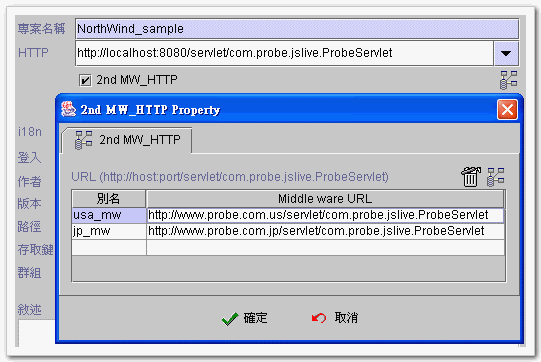 專案名稱 NorthWind_sample
HTTP http://localhost:8080/servlet/com.probe.jslive.ProbeServlet
2nd MW_HTTP
2nd MW_HTTP Property
i18n
2nd MW_HTTP
登入
作者 URL (http://host:port/servlet/com.probe.jslive.ProbeServlet)
版本 別名 Middle ware URL
usa_mw http://www.probe.com.us/servlet/com.probe.jslive.ProbeServlet
路徑 jp_mw http://www.probe.com.jp/servlet/com.probe.jslive.ProbeServlet
存取鍵
群組
敘述 確定 取消